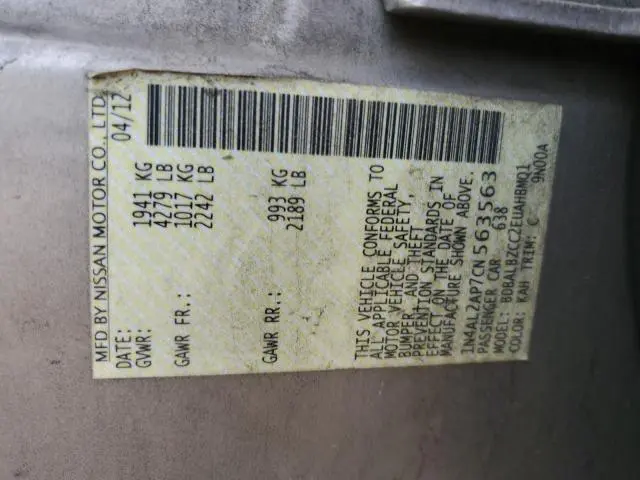 MFD BY NISSAN MOTOR CO., LTD.
DATE: 04/12
GVWR: 1941 KG
4279 LB
GAWR FR.: 1017 KG
2242 LB
GAWR RR.: 993 KG
2189 LB
THIS VEHICLE CONFORMS TO
ALL APPLICABLE FEDERAL
MOTOR VEHICLE SAFETY,
BUMPER, AND THEFT
PREVENTION STANDARDS IN
EFFECT ON THE DATE OF
MANUFACTURE SHOWN ABOVE.
1N4AL2AP7CN563563
PASSENGER CAR 638
MODEL: BDBALBZCCZEUAHBMQ1
COLOR: KAH TRIM: C 9N00A